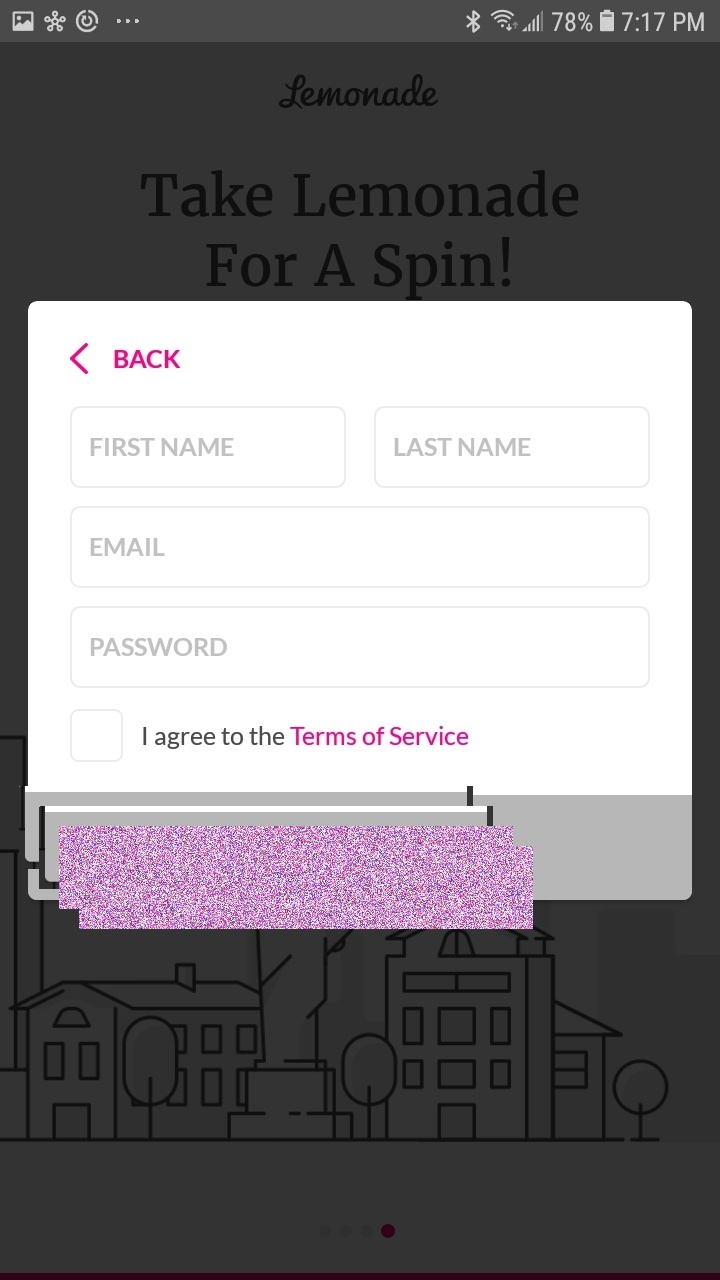 78% 7:17 PM
Lemonade
Take Lemonade
For A Spin!
BACK
FIRST NAME LAST NAME
EMAIL
PASSWORD
I agree to the Terms of Service